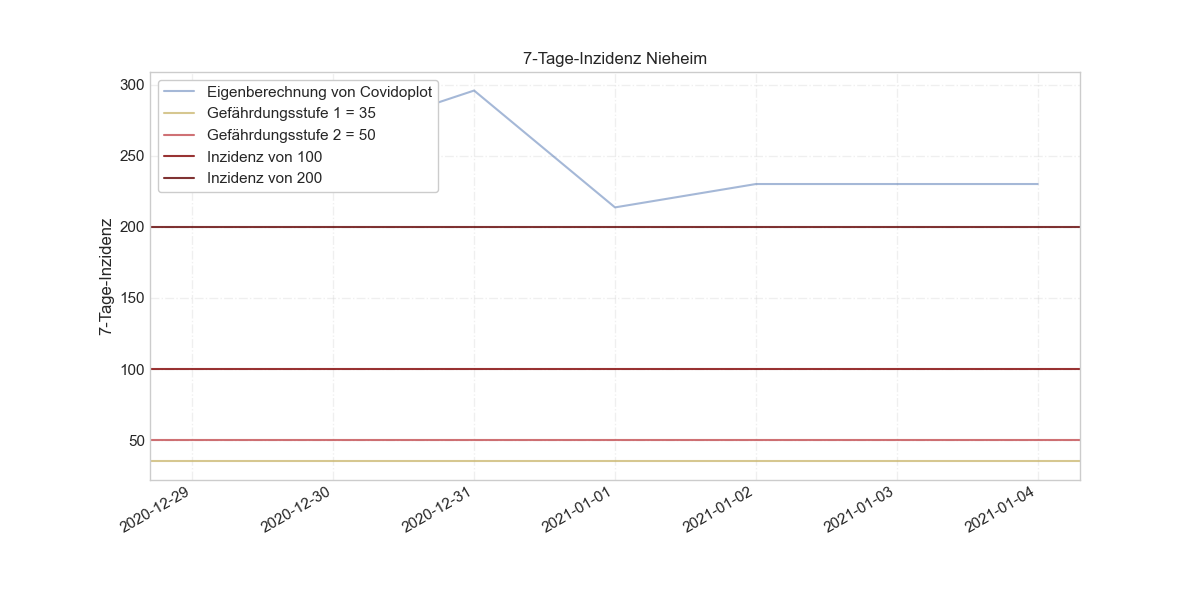 7-Tage-Inzidenz Nieheim
300
250
200
150
100
50
7-Tage-Inzidenz
Eigenberechnung von Covidoplot
Gefährdungsstufe 1 = 35
Gefährdungsstufe 2 = 50
Inzidenz von 100
Inzidenz von 200
2020-12-29
2020-12-30
2020-12-31
2021-01-01
2021-01-02
2021-01-03
2021-01-04